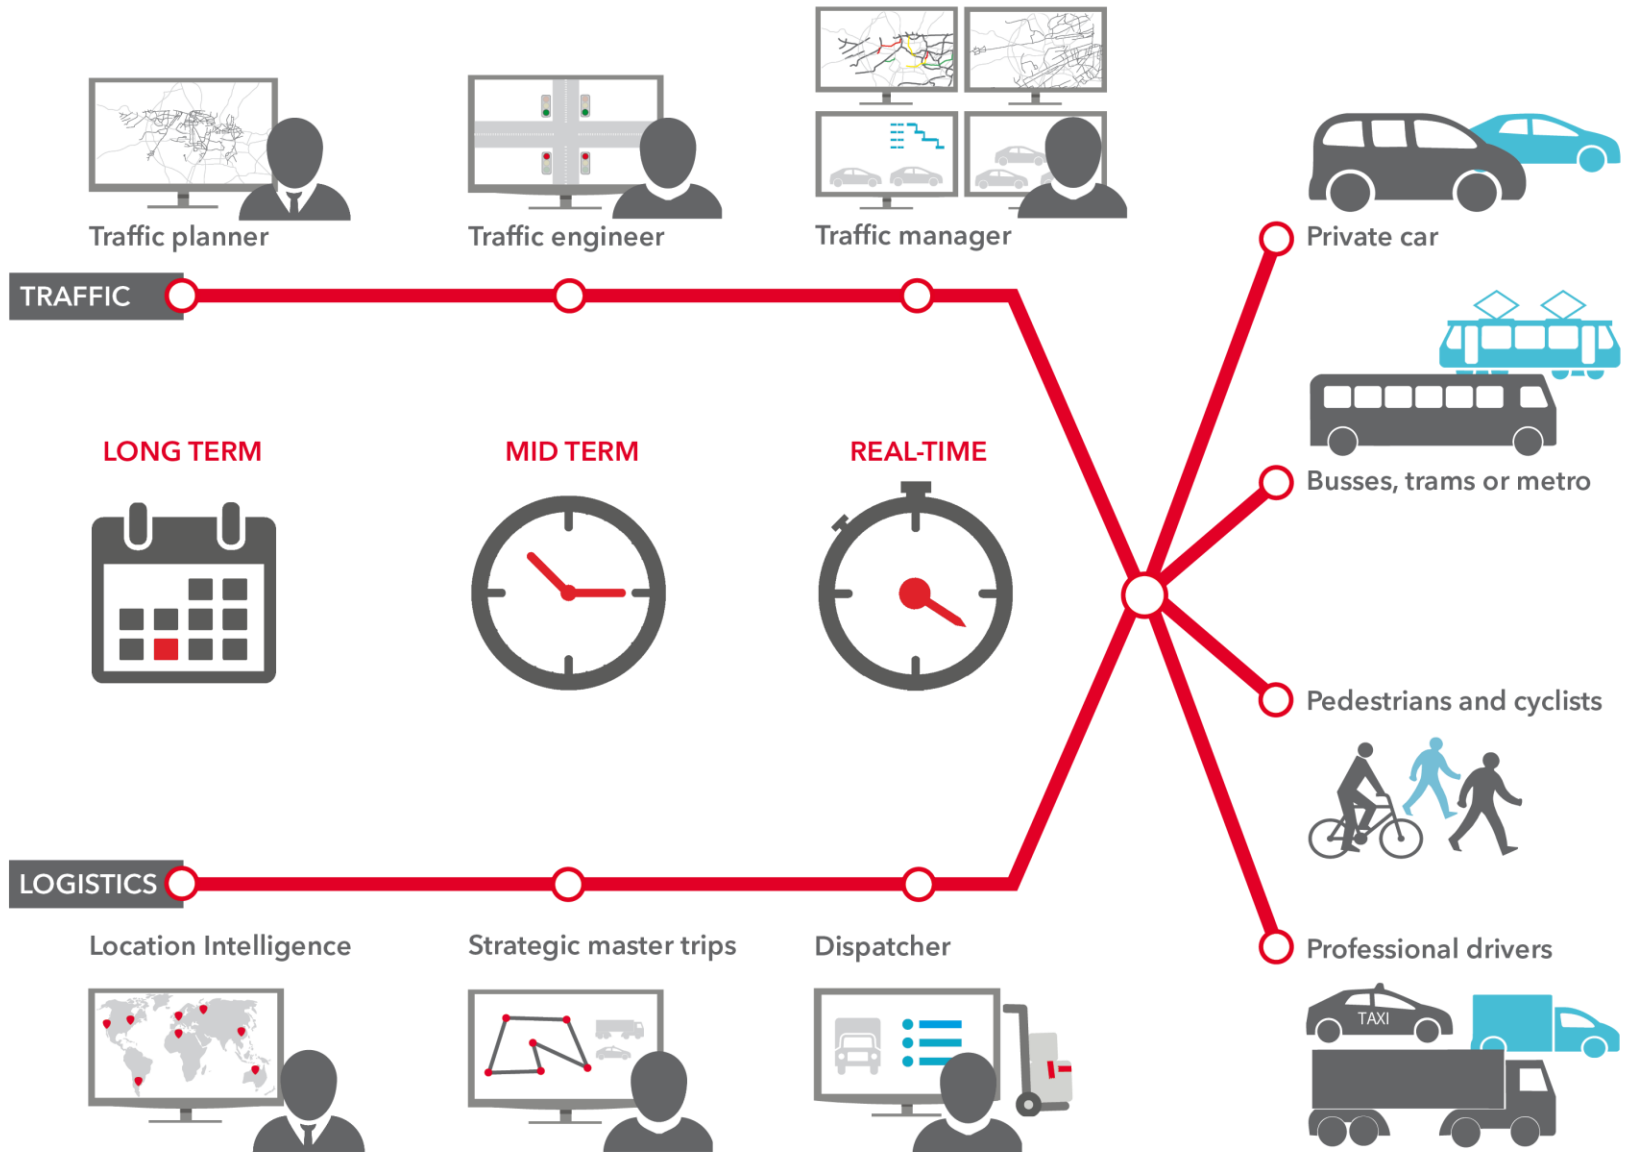 Traffic planner
Traffic engineer
Traffic manager
Private car
TRAFFIC
Busses, trams or metro
LONG TERM
MID TERM
REAL-TIME
Pedestrians and cyclists
LOGISTICS
Location Intelligence
Strategic master trips
Dispatcher
Professional drivers
TAXI